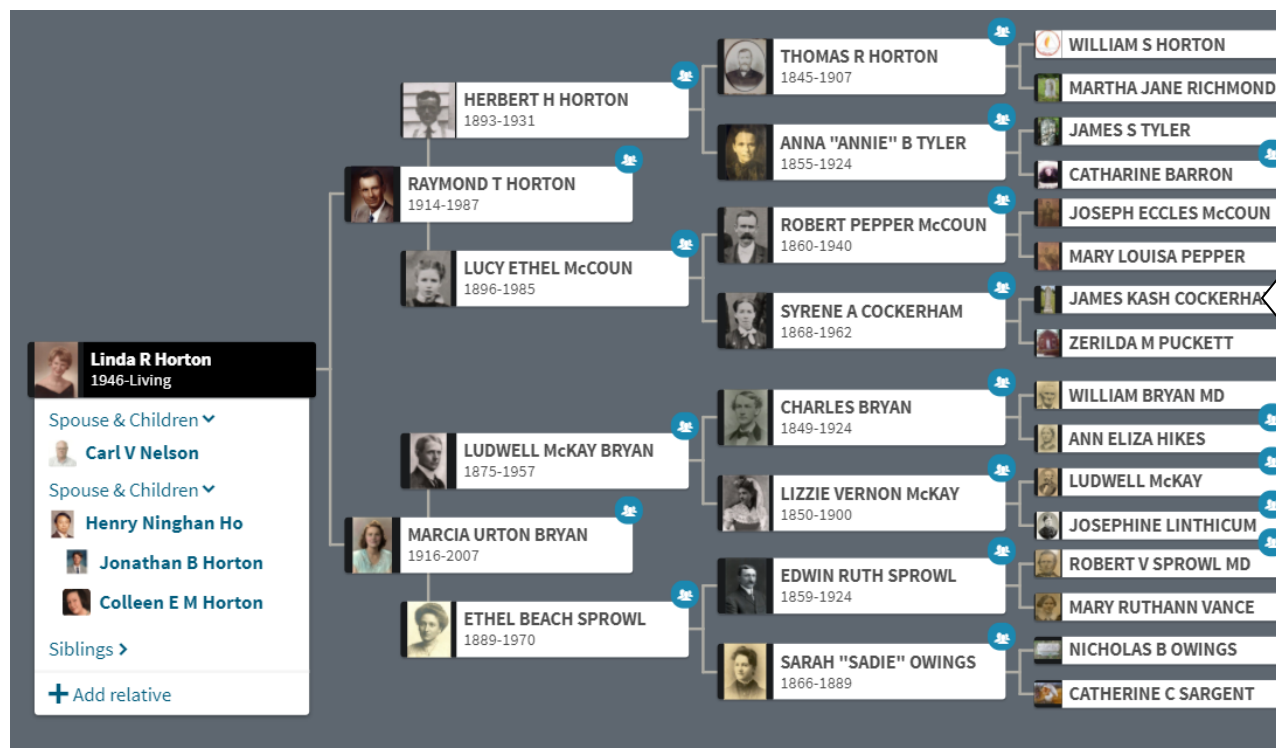 Linda R Horton
1946-Living
Spouse & Children
Carl V Nelson
Spouse & Children
Henry Ninghan Ho
Jonathan B Horton
Colleen E M Horton
Siblings
Add relative
RAYMOND T HORTON
1914-1987
MARCIA URTON BRYAN
1916-2007
HERBERT H HORTON
1893-1931
LUCY ETHEL McCOUN
1896-1985
LUDWELL McKAY BRYAN
1875-1957
ETHEL BEACH SPROWL
1889-1970
THOMAS R HORTON
1845-1907
ANNA "ANNIE" B TYLER
1855-1924
ROBERT PEPPER McCOUN
1860-1940
SYRENE A COCKERHAM
1868-1962
CHARLES BRYAN
1849-1924
LIZZIE VERNON McKAY
1850-1900
EDWIN RUTH SPROWL
1859-1924
SARAH "SADIE" OWINGS
1866-1889
WILLIAM S HORTON
MARTHA JANE RICHMOND
JAMES S TYLER
CATHARINE BARRON
JOSEPH ECCLES McCOUN
MARY LOUISA PEPPER
JAMES KASH COCKERHA
ZERILDA M PUCKETT
WILLIAM BRYAN MD
ANN ELIZA HIKES
LUDWELL McKAY
JOSEPHINE LINTHICUM
ROBERT V SPROWL MD
MARY RUTHANN VANCE
NICHOLAS B OWINGS
CATHERINE C SARGENT